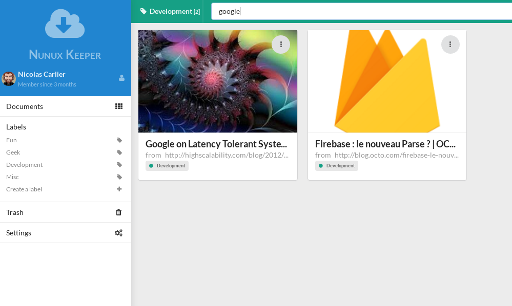 Nunux Keeper
Nicolas Carlier
Member since 3 months
Documents
Labels
Fun
Geek
Development
Misc
Create a label
Trash
Settings
Development [2]
google
Google on Latency Tolerant Syste...
from http://highscalability.com/blog/2012/...
Development
Firebase : le nouveau Parse ? | OC...
from http://blog.octo.com/firebase-le-nouv...
Development